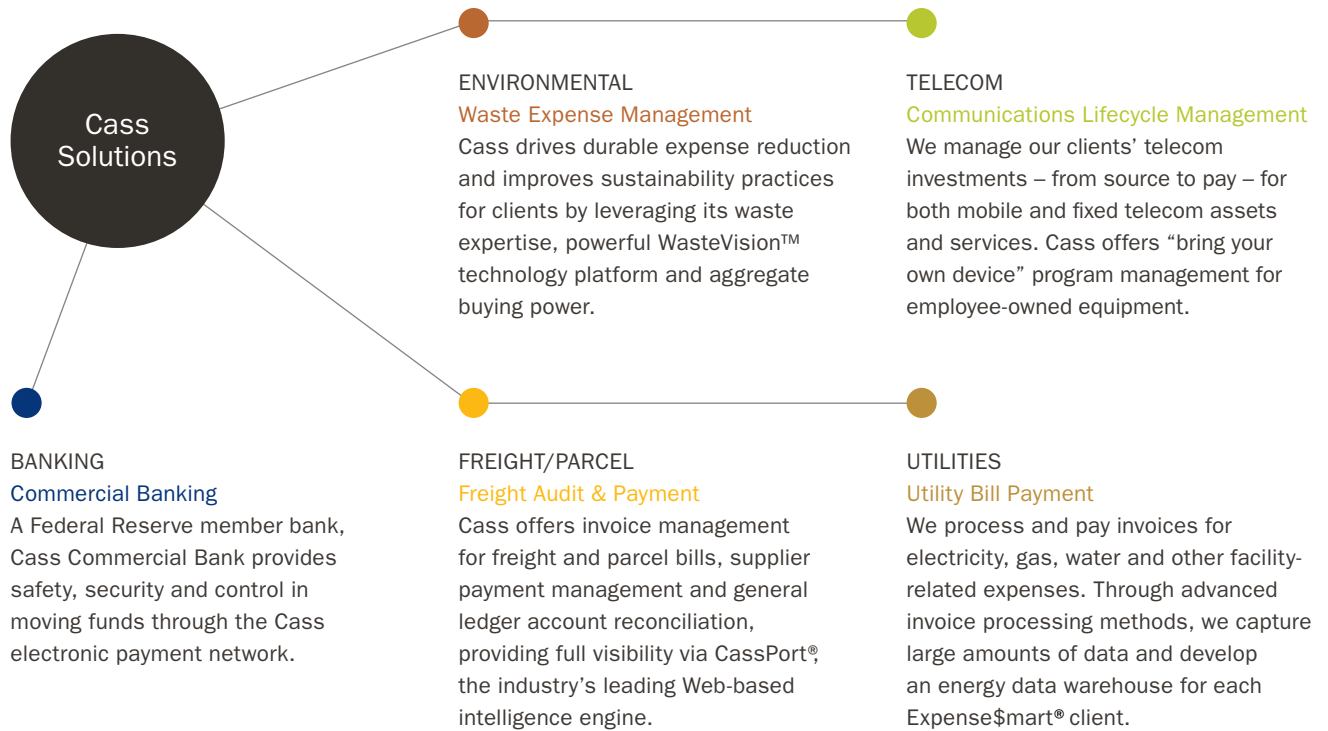 Cass
Solutions
ENVIRONMENTAL
Waste Expense Management
Cass drives durable expense reduction
and improves sustainability practices
for clients by leveraging its waste
expertise, powerful WasteVision™
technology platform and aggregate
buying power.
TELECOM
Communications Lifecycle Management
We manage our clients’ telecom
investments – from source to pay – for
both mobile and fixed telecom assets
and services. Cass offers “bring your
own device” program management for
employee-owned equipment.
BANKING
Commercial Banking
A Federal Reserve member bank,
Cass Commercial Bank provides
safety, security and control in
moving funds through the Cass
electronic payment network.
FREIGHT/PARCEL
Freight Audit & Payment
Cass offers invoice management
for freight and parcel bills, supplier
payment management and general
ledger account reconciliation,
providing full visibility via CassPort®,
the industry’s leading Web-based
intelligence engine.
UTILITIES
Utility Bill Payment
We process and pay invoices for
electricity, gas, water and other facility-
related expenses. Through advanced
invoice processing methods, we capture
large amounts of data and develop
an energy data warehouse for each
Expense$mart® client.